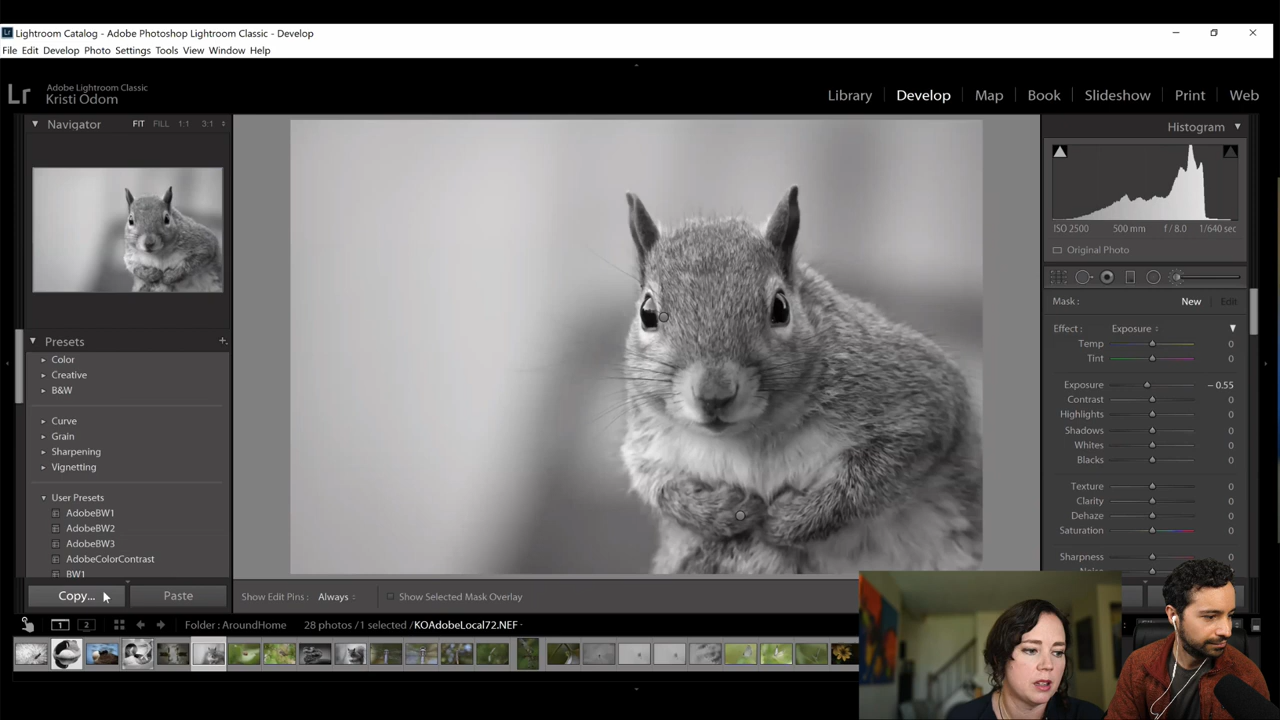 Lr Lightroom Catalog - Adobe Photoshop Lightroom Classic - Develop
File Edit Develop Photo Settings Tools View Window Help
Lr Adobe Lightroom Classic
Kristi Odom
Library Develop Map Book Slideshow Print Web
Navigator FIT FILL 1:1 3:1
Histogram
ISO 2500 500 mm f / 8.0 1/640 sec
Original Photo
Mask : New Edit
Effect : Exposure
Temp 0
Tint 0
Exposure – 0.55
Contrast 0
Highlights 0
Shadows 0
Whites 0
Blacks 0
Texture 0
Clarity 0
Dehaze 0
Saturation 0
Sharpness 0
Presets
Color
Creative
B&W
Curve
Grain
Sharpening
Vignetting
User Presets
AdobeBW1
AdobeBW2
AdobeBW3
AdobeColorContrast
BW1
Copy... Paste
Show Edit Pins : Always Show Selected Mask Overlay
1 2 Folder : AroundHome 28 photos / 1 selected / KOAdobeLocal72.NEF